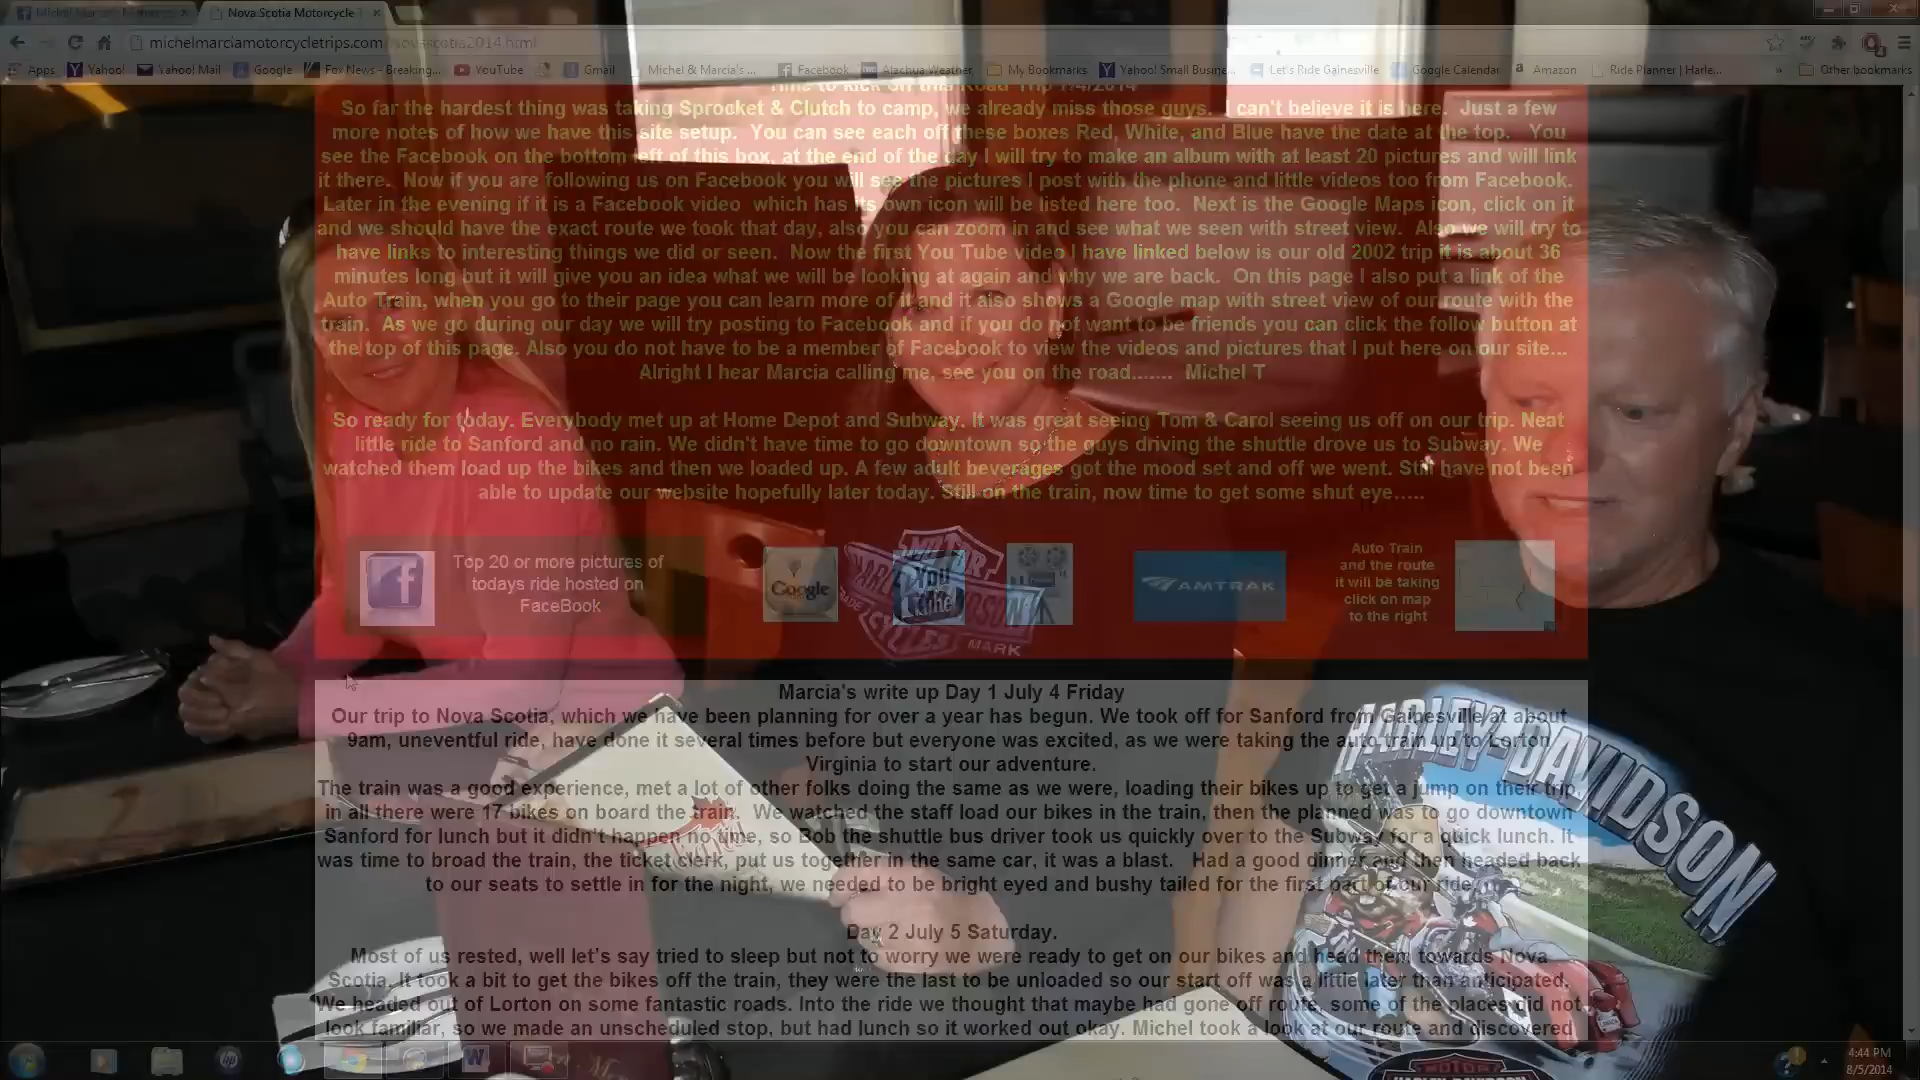 Nova Scotia Motorcycle
michelmarciamotorcycletrips.com/novascotia2014.html
Apps Yahoo! Yahoo! Mail Google Fox News - Breaking... YouTube Gmail Michel & Marcia's ... Facebook Alachua Weather My Bookmarks Yahoo! Small Busine... Let's Ride Gainesville Google Calendar Amazon Ride Planner | Harle... » Other bookmarks
Time to kick off this Road Trip 7/4/2014
So far the hardest thing was taking Sprocket & Clutch to camp, we already miss those guys. I can't believe it is here. Just a few
more notes of how we have this site setup. You can see each off these boxes Red, White, and Blue have the date at the top. You
see the Facebook on the bottom left of this box, at the end of the day I will try to make an album with at least 20 pictures and will link
it there. Now if you are following us on Facebook you will see the pictures I post with the phone and little videos too from Facebook.
Later in the evening if it is a Facebook video which has its own icon will be listed here too. Next is the Google Maps icon, click on it
and we should have the exact route we took that day, also you can zoom in and see what we seen with street view. Also we will try to
have links to interesting things we did or seen. Now the first You Tube video I have linked below is our old 2002 trip it is about 36
minutes long but it will give you an idea what we will be looking at again and why we are back. On this page I also put a link of the
Auto Train, when you go to their page you can learn more of it and it also shows a Google map with street view of our route with the
train. As we go during our day we will try posting to Facebook and if you do not want to be friends you can click the follow button at
the top of this page. Also you do not have to be a member of Facebook to view the videos and pictures that I put here on our site...
Alright I hear Marcia calling me, see you on the road....... Michel T
So ready for today. Everybody met up at Home Depot and Subway. It was great seeing Tom & Carol seeing us off on our trip. Neat
little ride to Sanford and no rain. We didn't have time to go downtown so the guys driving the shuttle drove us to Subway. We
watched them load up the bikes and then we loaded up. A few adult beverages got the mood set and off we went. Still have not been
able to update our website hopefully later today. Still on the train, now time to get some shut eye.....
Top 20 or more pictures of
todays ride hosted on
FaceBook
Google
You
Tube
AMTRAK
Auto Train
and the route
it will be taking
click on map
to the right
MOTOR
HARLEY-DAVIDSON
CYCLES
TRADE MARK
Marcia's write up Day 1 July 4 Friday
Our trip to Nova Scotia, which we have been planning for over a year has begun. We took off for Sanford from Gainesville at about
9am, uneventful ride, have done it several times before but everyone was excited, as we were taking the auto train up to Lorton
Virginia to start our adventure.
The train was a good experience, met a lot of other folks doing the same as we were, loading their bikes up to get a jump on their trip,
in all there were 17 bikes on board the train. We watched the staff load our bikes in the train, then the planned was to go downtown
Sanford for lunch but it didn't happen no time, so Bob the shuttle bus driver took us quickly over to the Subway for a quick lunch. It
was time to broad the train, the ticket clerk, put us together in the same car, it was a blast. Had a good dinner and then headed back
to our seats to settle in for the night, we needed to be bright eyed and bushy tailed for the first part of our ride.
Day 2 July 5 Saturday.
Most of us rested, well let's say tried to sleep but not to worry we were ready to get on our bikes and head them towards Nova
Scotia. It took a bit to get the bikes off the train, they were the last to be unloaded so our start off was a little later than anticipated.
We headed out of Lorton on some fantastic roads. Into the ride we thought that maybe had gone off route, some of the places did not
look familiar, so we made an unscheduled stop, but had lunch so it worked out okay. Michel took a look at our route and discovered
HARLEY-DAVIDSON
MOTOR
HARLEY-DAVIDSON
4:44 PM
8/5/2014